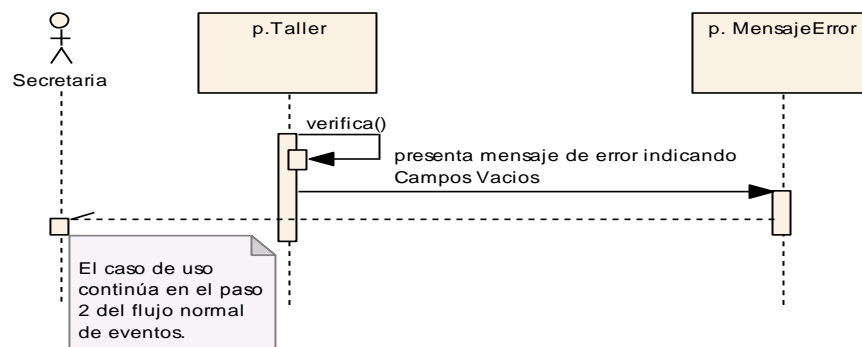 Secretaria
p.Taller
p. MensajeError
verifica()
presenta mensaje de error indicando
Campos Vacios
El caso de uso
continúa en el paso
2 del flujo normal
de eventos.